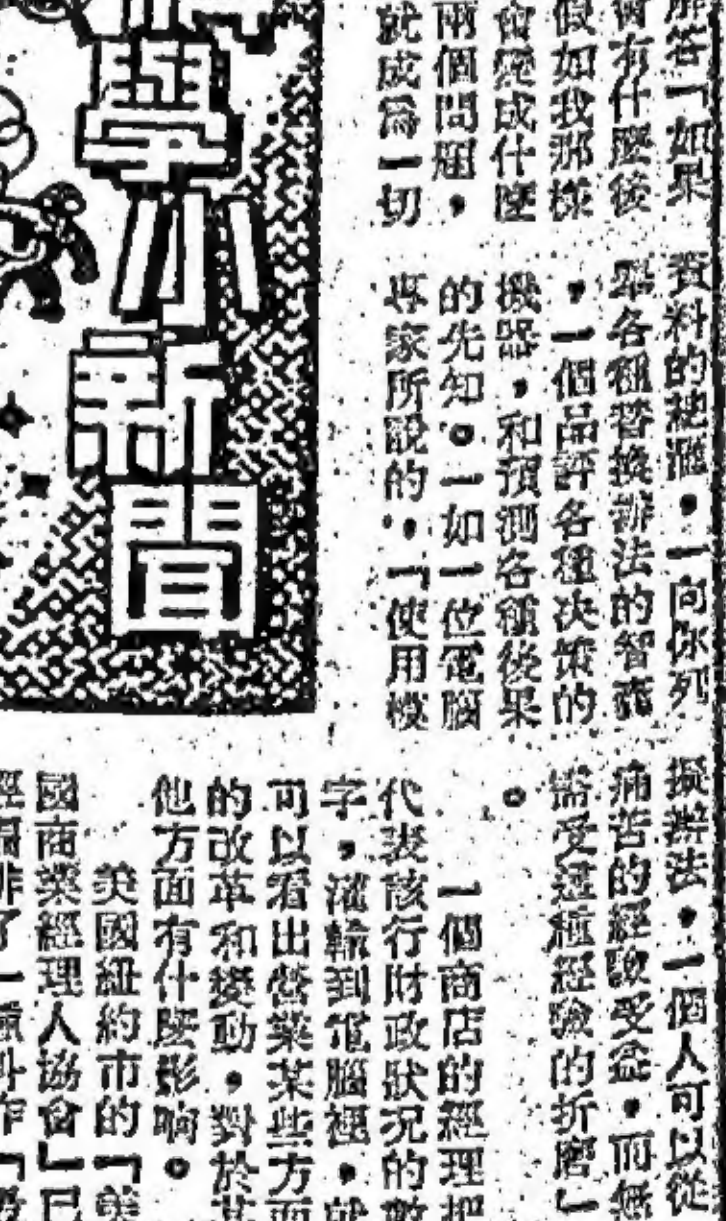 解答「如果
會有什麼後
假如我那樣
會變成什麼
兩個問題，
就成為一切
學小新聞
資料的總匯，一向你列
舉各種替換辦法的智囊
，一個品評各種決策的
機器，和預測各種後果
的先知。一如一位電腦
專家所說的：「使用模
擬辦法，一個人可以從
痛苦的經驗受益，而無
需受這種經驗的折磨」
。
一個商店的經理把
代表該行財政狀況的數
字，灌輸到電腦裡，就
可以看出營業某些方面
的改革和變動，對於其
他方面有什麼影响。
美國紐約市的「美
國商業經理人協會」已
經編排了一種叫作「